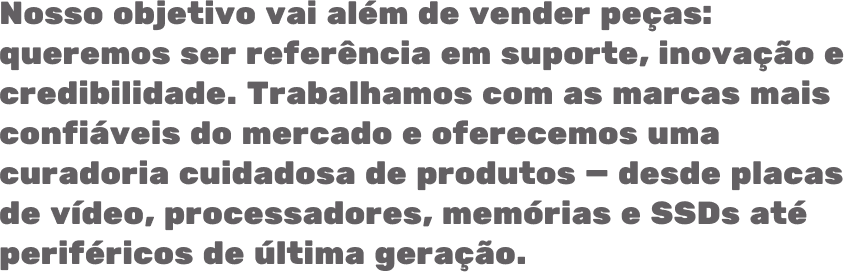 Nosso objetivo vai além de vender peças:
queremos ser referência em suporte, inovação e
credibilidade. Trabalhamos com as marcas mais
confiáveis do mercado e oferecemos uma
curadoria cuidadosa de produtos — desde placas
de vídeo, processadores, memórias e SSDs até
periféricos de última geração.